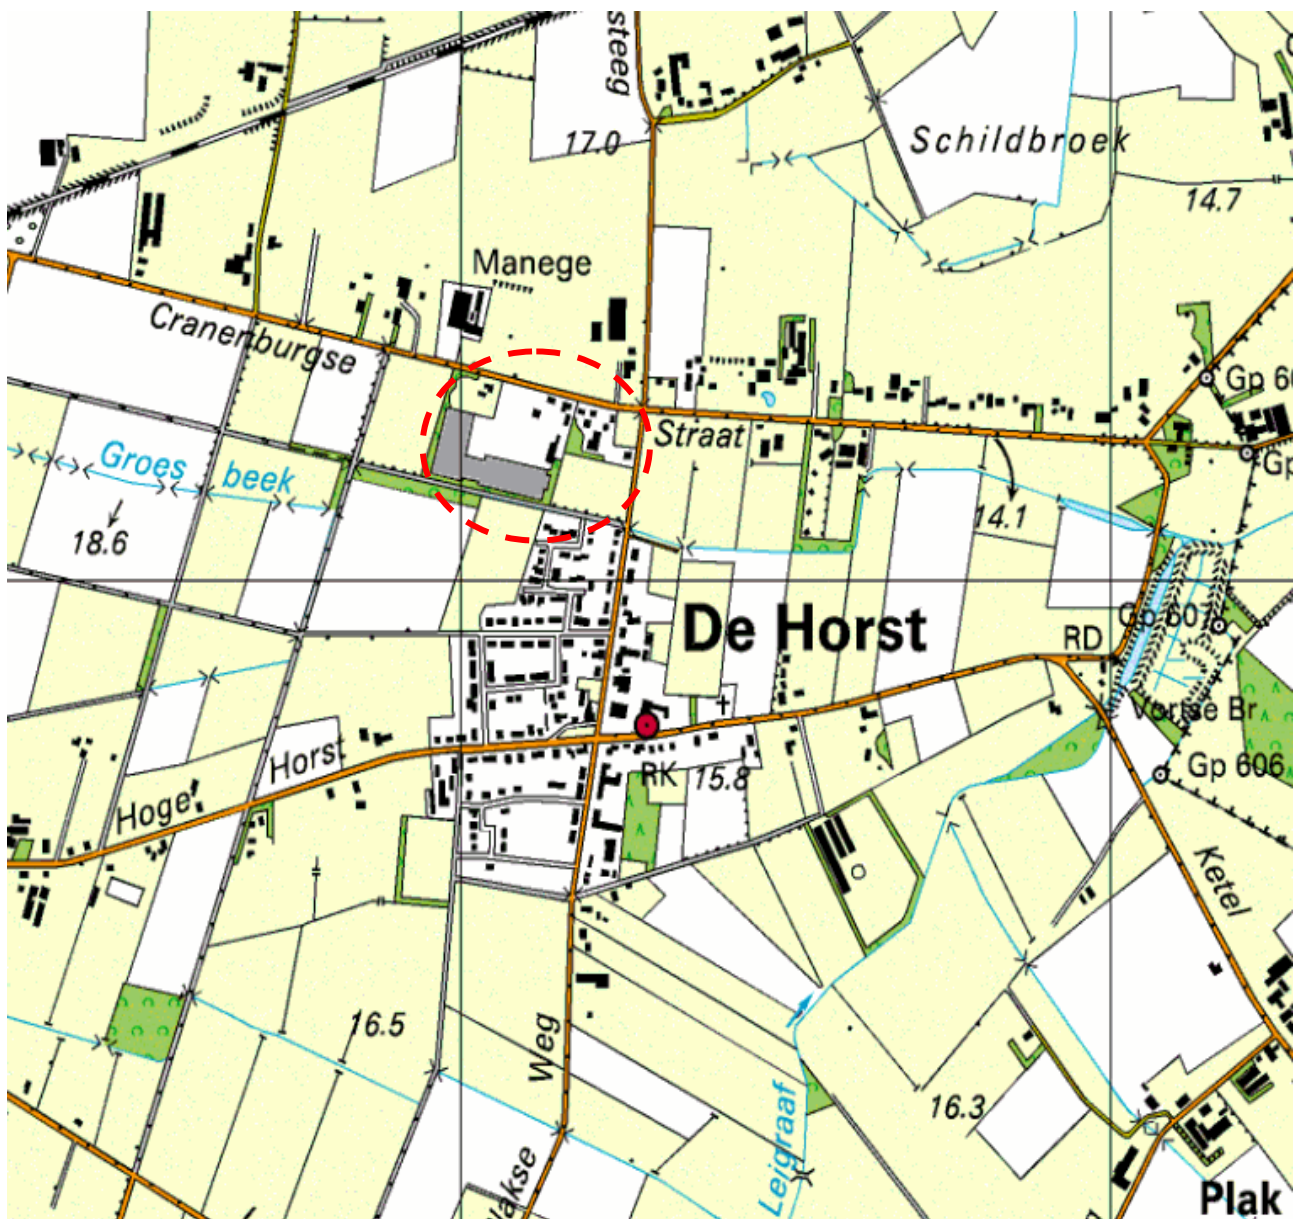 steeg
17.0
Schildbroek
14.7
Manege
Cranenburgse
Straat
Gp 60
Gp
Groes
beek
14.1
18.6
De Horst
Gp 607
RD
Vortse Br
Horst
RK
15.8
Gp 606
Hoge
Ketel
16.5
Weg
Leigraaf
16.3
Plakse
Plak